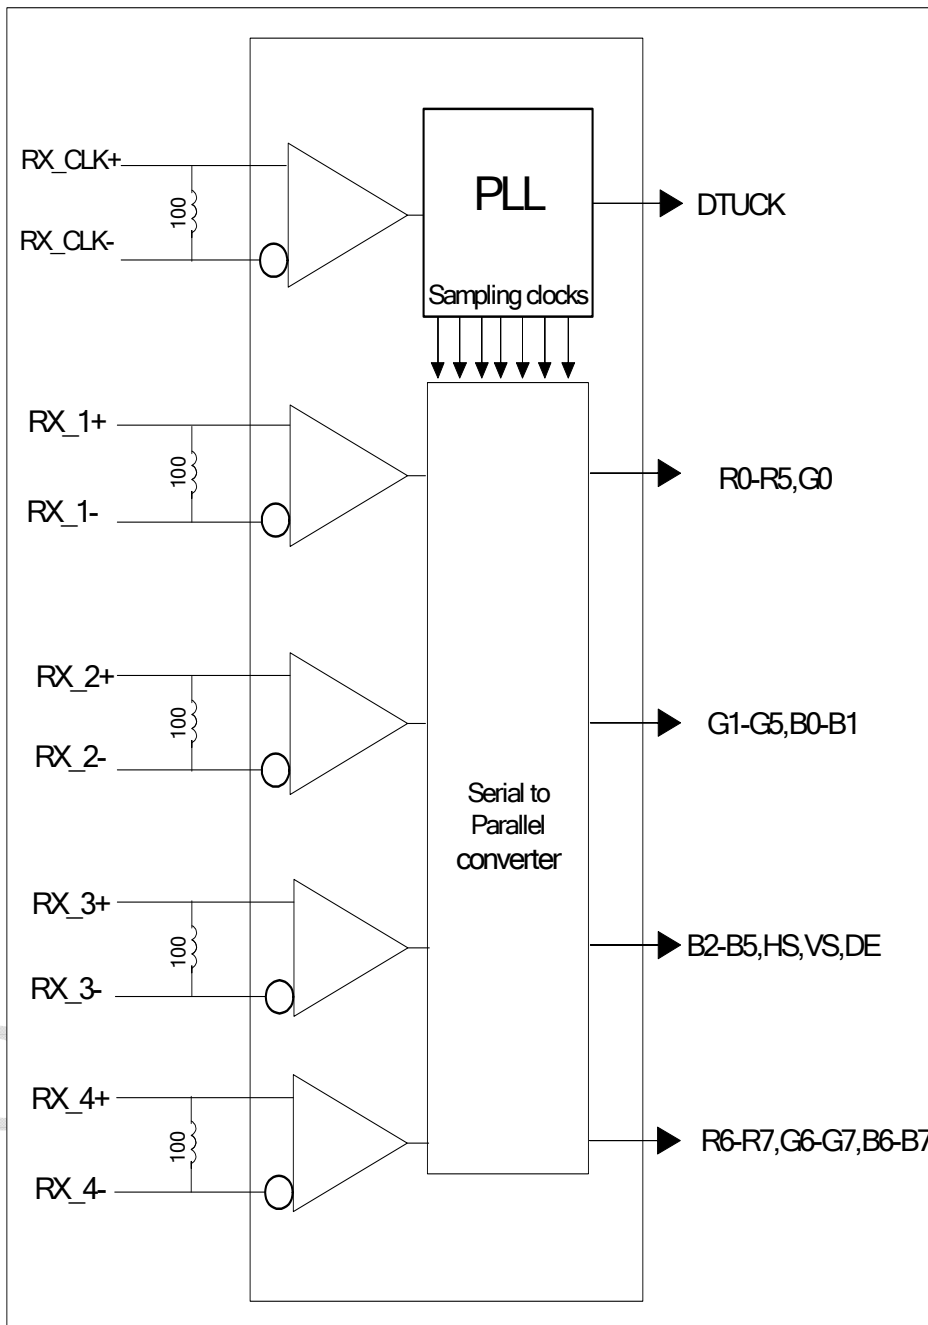 RX_CLK+
100
RX_CLK-
PLL
Sampling clocks
DTUCK
RX_1+
100
RX_1-
R0-R5,G0
RX_2+
100
RX_2-
G1-G5,B0-B1
Serial to
Parallel
converter
RX_3+
100
RX_3-
B2-B5,HS,VS,DE
RX_4+
100
RX_4-
R6-R7,G6-G7,B6-B7